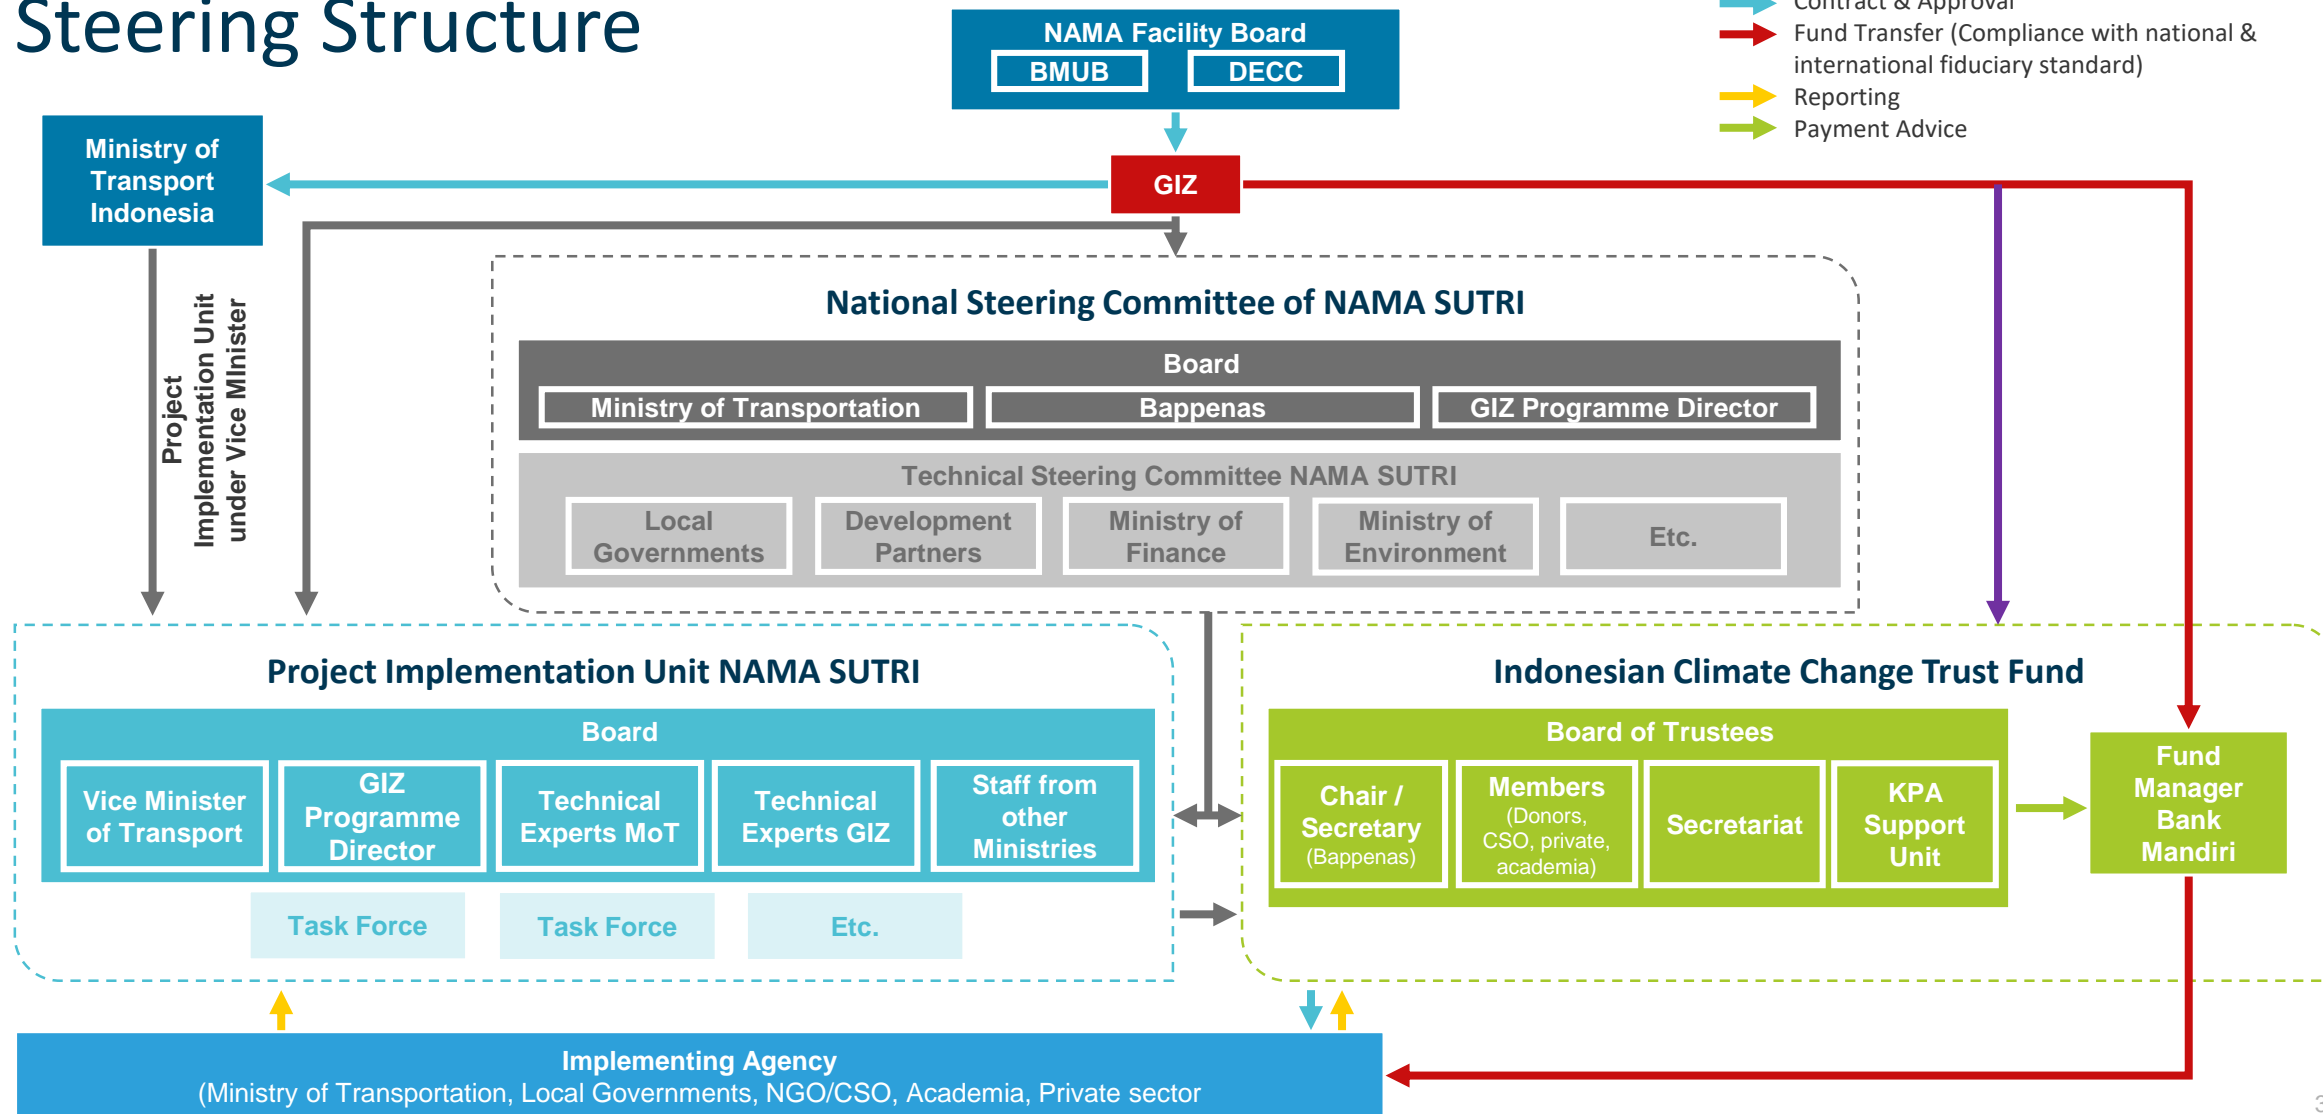 Steering Structure
Contract & Approval
Fund Transfer (Compliance with national &
international fiduciary standard)
Reporting
Payment Advice
NAMA Facility Board
BMUB
DECC
Ministry of
Transport
Indonesia
GIZ
Project
Implementation Unit
under Vice MInister
National Steering Committee of NAMA SUTRI
Board
Ministry of Transportation
Bappenas
GIZ Programme Director
Technical Steering Committee NAMA SUTRI
Local
Governments
Development
Partners
Ministry of
Finance
Ministry of
Environment
Etc.
Project Implementation Unit NAMA SUTRI
Board
Vice Minister
of Transport
GIZ
Programme
Director
Technical
Experts MoT
Technical
Experts GIZ
Staff from
other
Ministries
Task Force
Task Force
Etc.
Indonesian Climate Change Trust Fund
Board of Trustees
Chair /
Secretary
(Bappenas)
Members
(Donors,
CSO, private,
academia)
Secretariat
KPA
Support
Unit
Fund
Manager
Bank
Mandiri
Implementing Agency
(Ministry of Transportation, Local Governments, NGO/CSO, Academia, Private sector